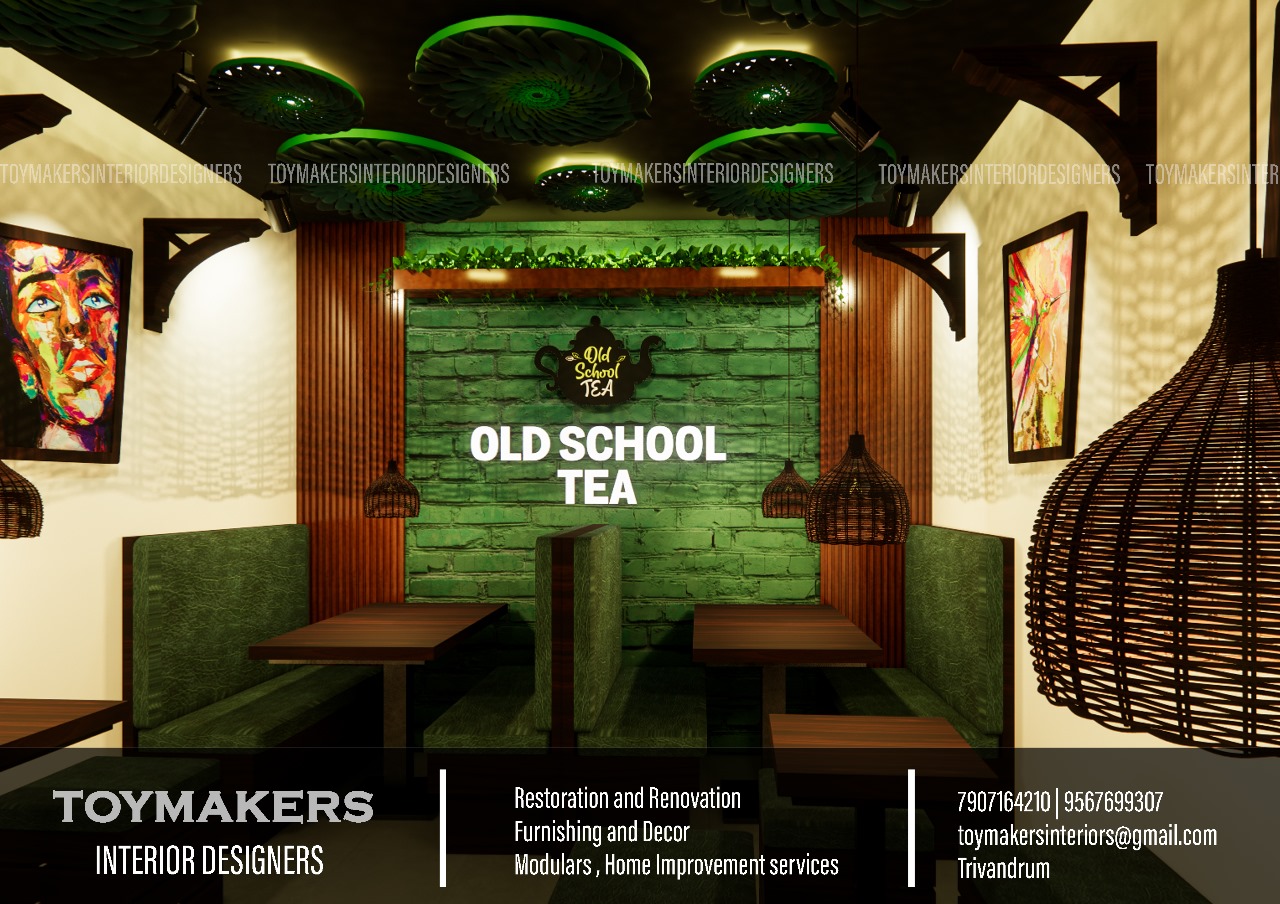 TOYMAKERSINTERIORDESIGNERS TOYMAKERSINTERIORDESIGNERS TOYMAKERSINTERIORDESIGNERS TOYMAKERSINTERIORDESIGNERS TOYMAKERSINTER
Old
School
TEA
OLD SCHOOL
TEA
TOYMAKERS
INTERIOR DESIGNERS
Restoration and Renovation
Furnishing and Decor
Modulars , Home Improvement services
7907164210 | 9567699307
toymakersinteriors@gmail.com
Trivandrum